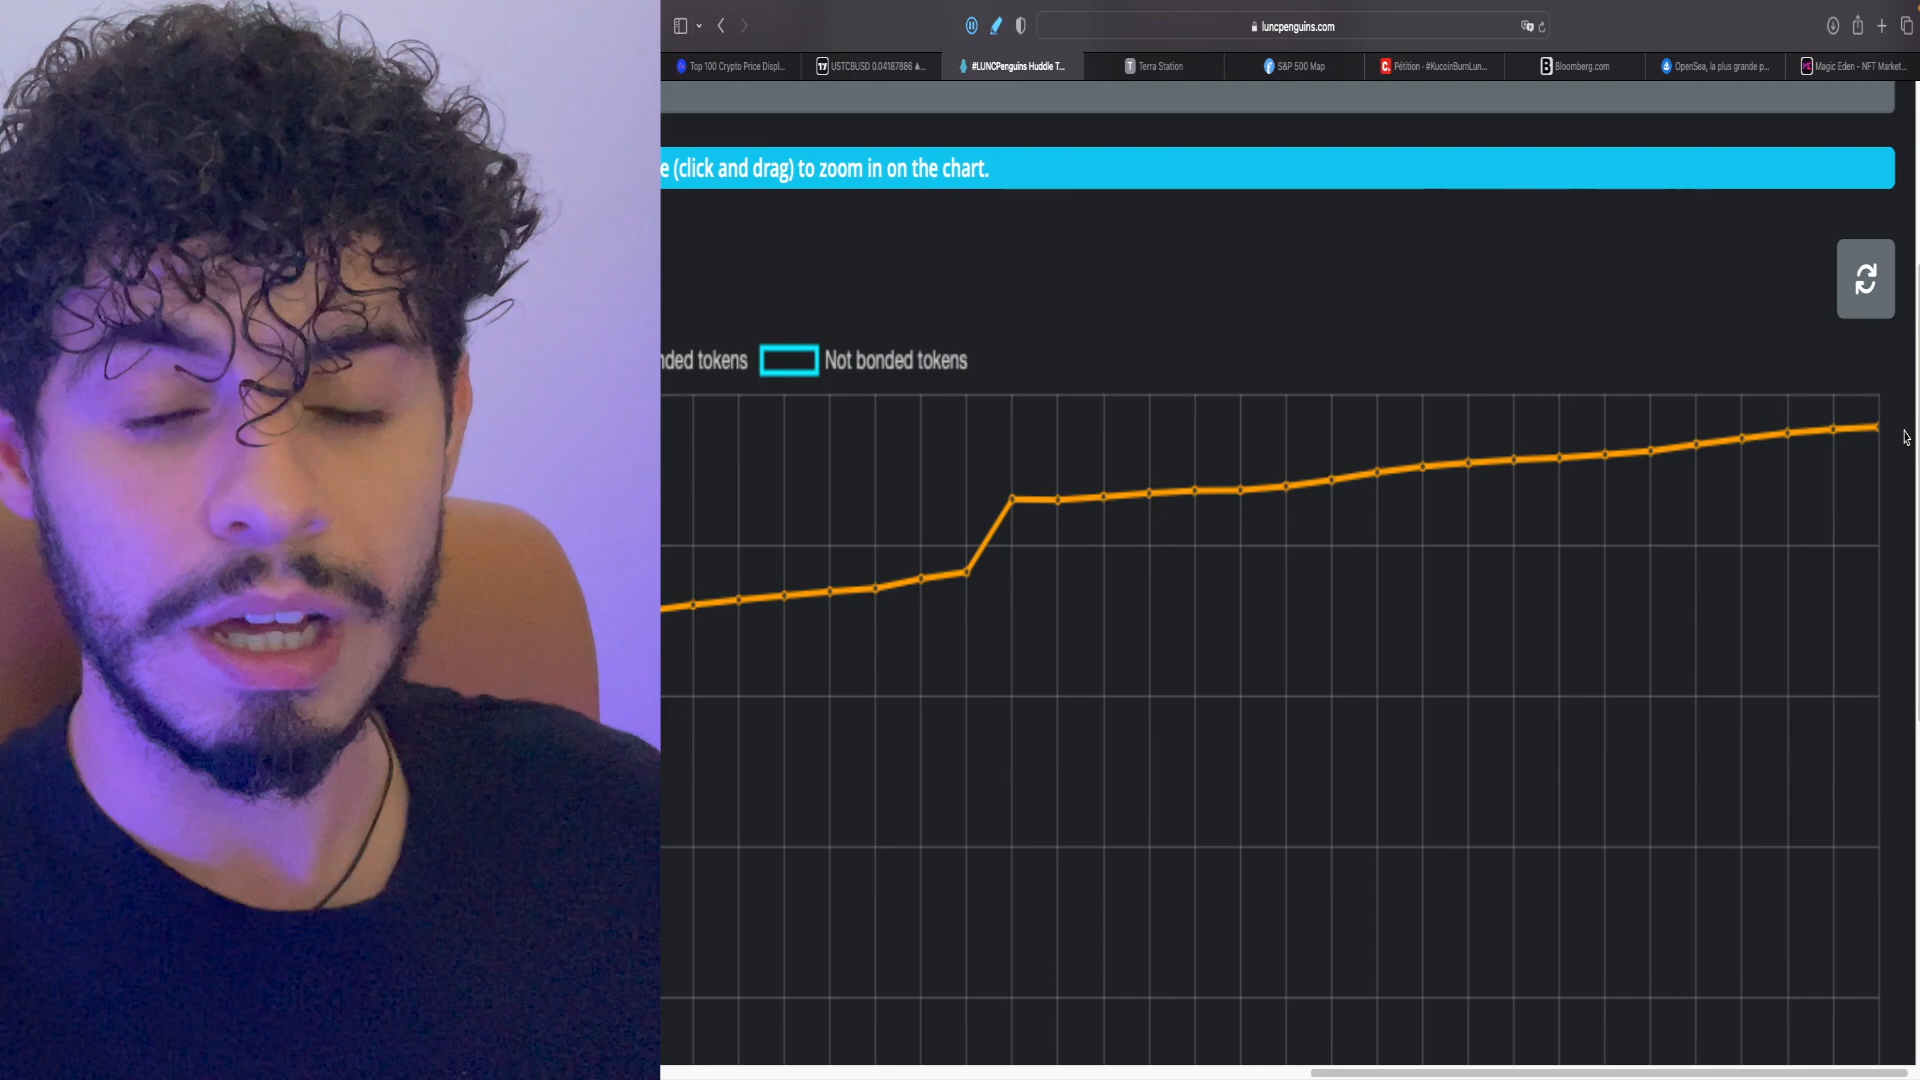 luncpenguins.com
Top 100 Crypto Price Displ...
17 USTCBUSD 0.04187886 ▲...
#LUNCPenguins Huddle T...
T Terra Station
S&P 500 Map
C. Pétition · #KucoinBurnLun...
B Bloomberg.com
OpenSea, la plus grande p...
Magic Eden - NFT Market...
e (click and drag) to zoom in on the chart.
nded tokens
Not bonded tokens